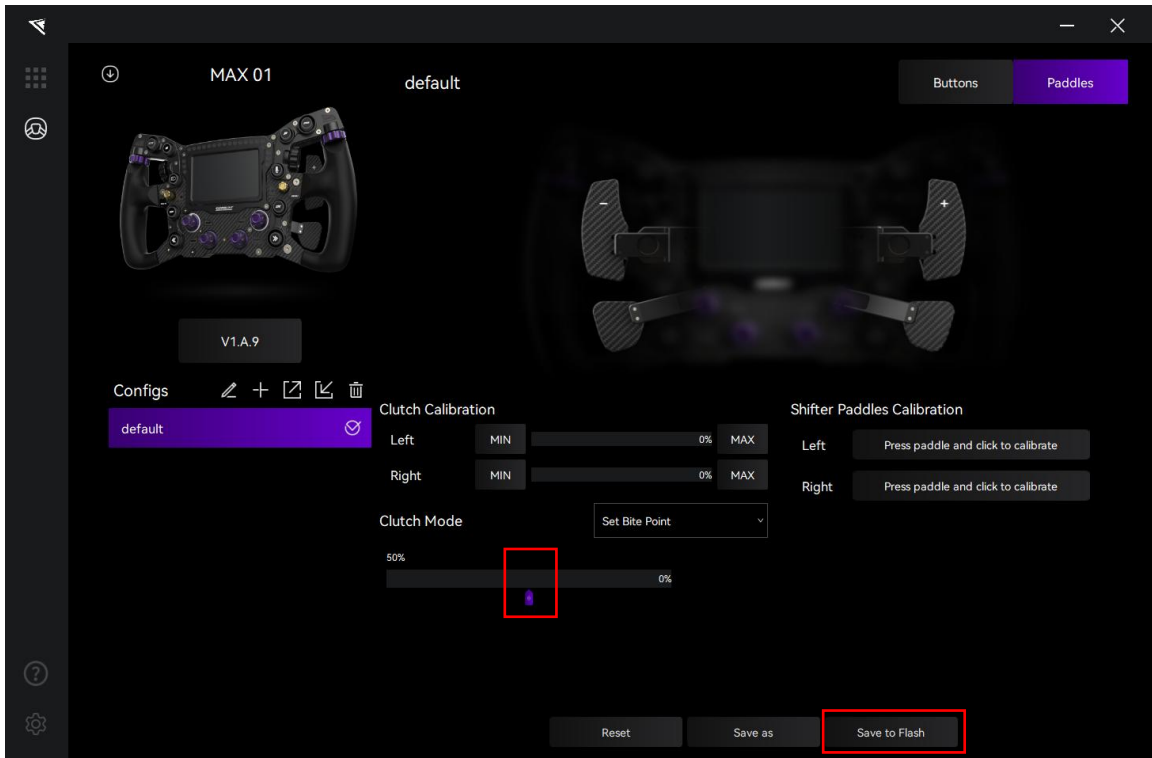 MAX 01
default
Buttons
Paddles
-
+
V1.A.9
Configs
default
Clutch Calibration
Left
MIN
0%
MAX
Right
MIN
0%
MAX
Clutch Mode
Set Bite Point
50%
0%
Shifter Paddles Calibration
Left
Press paddle and click to calibrate
Right
Press paddle and click to calibrate
Reset
Save as
Save to Flash